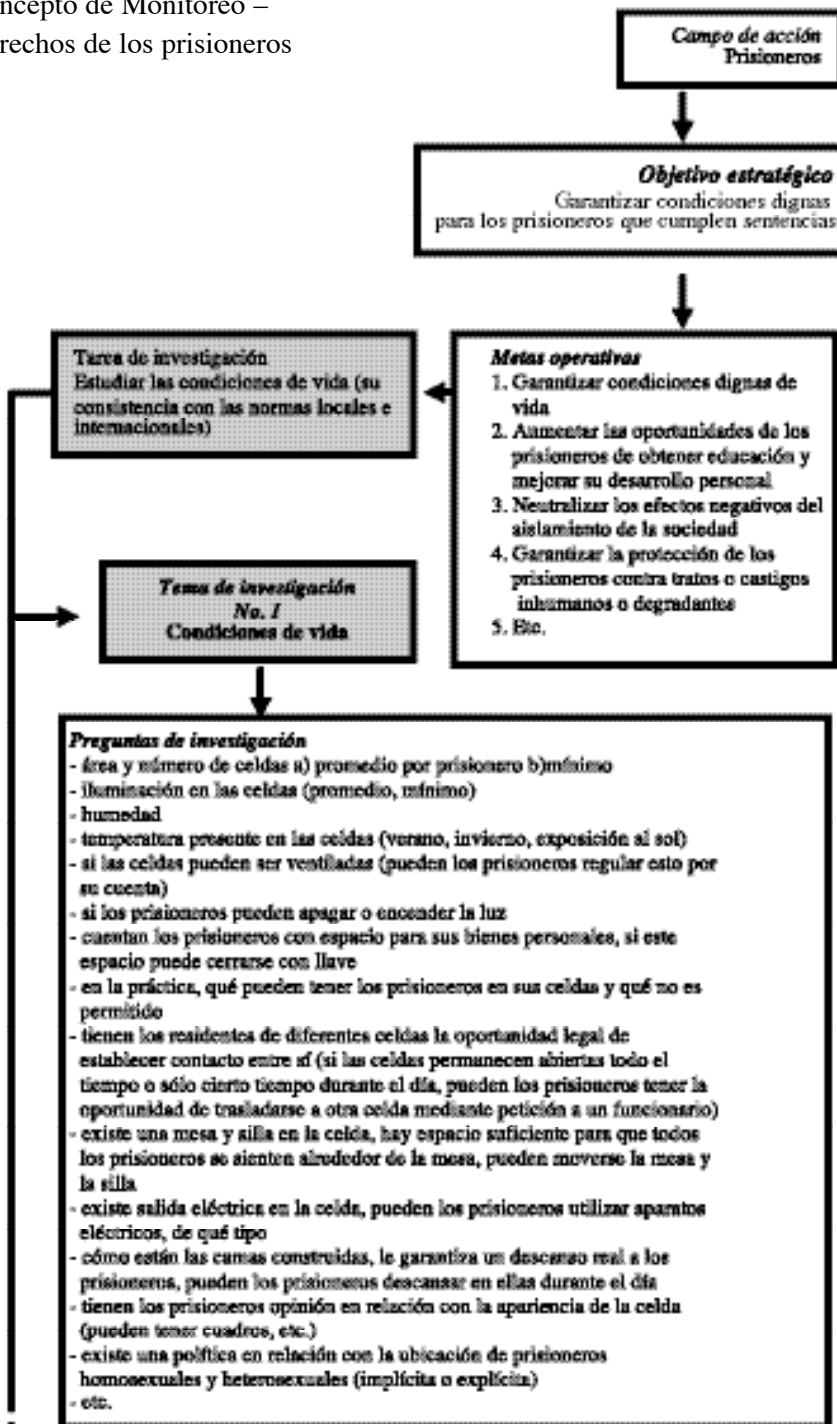 ncepto de Monitoreo –
rechos de los prisioneros
Campo de acción
Prisioneros
Objetivo estratégico
Garantizar condiciones dignas
para los prisioneros que cumplen sentencias
Tarea de investigación
Estudiar las condiciones de vida (su
consistencia con las normas locales e
internacionales)
Metas operativas
1. Garantizar condiciones dignas de
vida
2. Aumentar las oportunidades de los
prisioneros de obtener educación y
mejorar su desarrollo personal
3. Neutralizar los efectos negativos del
aislamiento de la sociedad
4. Garantizar la protección de los
prisioneros contra tratos o castigos
inhumanos o degradantes
5. Etc.
Tema de investigación
No. 1
Condiciones de vida
Preguntas de investigación
- área y número de celdas a) promedio por prisionero b)mínimo
- iluminación en las celdas (promedio, mínimo)
- humedad
- temperatura presente en las celdas (verano, invierno, exposición al sol)
- si las celdas pueden ser ventiladas (pueden los prisioneros regular esto por
su cuenta)
- si los prisioneros pueden apagar o encender la luz
- cuentan los prisioneros con espacio para sus bienes personales, si este
espacio puede cerrarse con llave
- en la práctica, qué pueden tener los prisioneros en sus celdas y qué no es
permitido
- tienen los residentes de diferentes celdas la oportunidad legal de
establecer contacto entre sí (si las celdas permanecen abiertas todo el
tiempo o sólo cierto tiempo durante el día, pueden los prisioneros tener la
oportunidad de trasladarse a otra celda mediante petición a un funcionario)
- existe una mesa y silla en la celda, hay espacio suficiente para que todos
los prisioneros se sienten alrededor de la mesa, pueden moverse la mesa y
la silla
- existe salida eléctrica en la celda, pueden los prisioneros utilizar aparatos
eléctricos, de qué tipo
- cómo están las camas construidas, le garantiza un descanso real a los
prisioneros, pueden los prisioneros descansar en ellas durante el día
- tienen los prisioneros opinión en relación con la apariencia de la celda
(pueden tener cuadros, etc.)
- existe una política en relación con la ubicación de prisioneros
homosexuales y heterosexuales (implícita o explícita)
- etc.